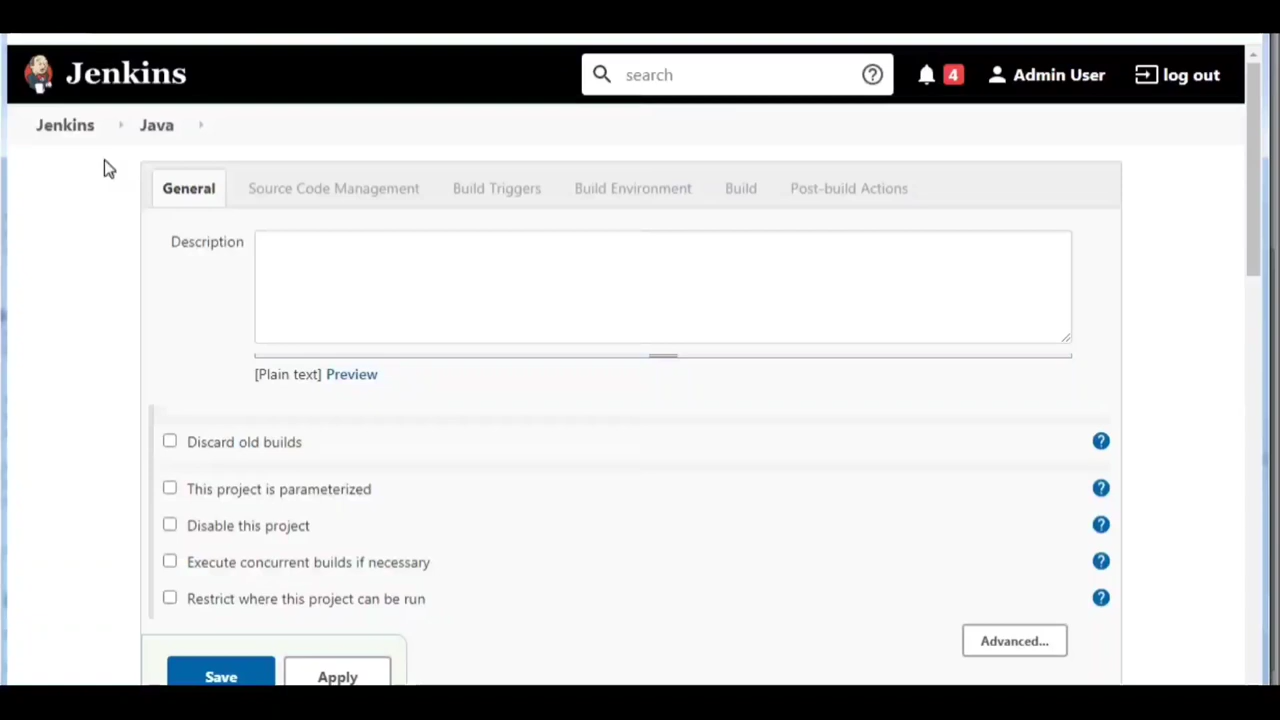 Jenkins
search
4
Admin User
log out
Jenkins
Java
General
Source Code Management
Build Triggers
Build Environment
Build
Post-build Actions
Description
[Plain text] Preview
Discard old builds
?
This project is parameterized
?
Disable this project
?
Execute concurrent builds if necessary
?
Restrict where this project can be run
?
Advanced...
Save
Apply